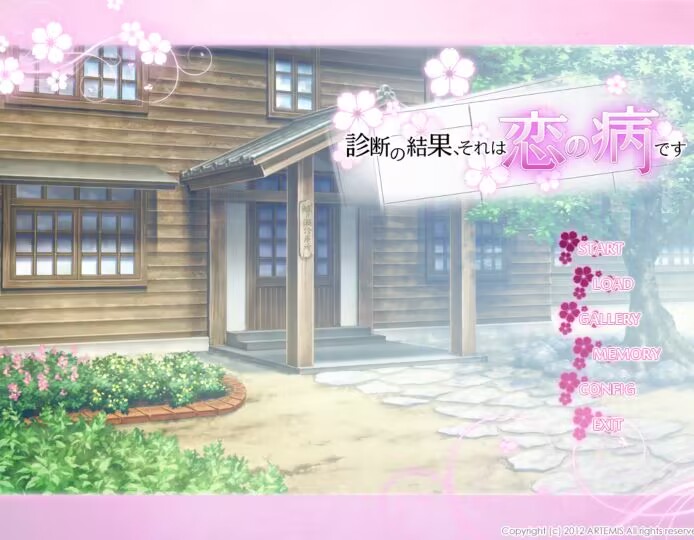 診断の結果、それは恋の病です
START
LOAD
GALLERY
MEMORY
CONFIG
EXIT
Copyright (c) 2012 ARTEMIS All rights reserve